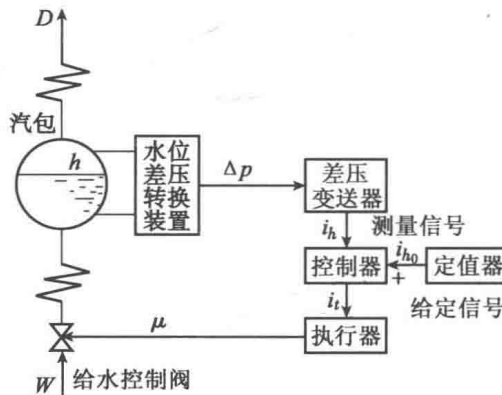 D
汽包
h
水位
差压
转换
装置
Δp
差压
变送器
i_h 测量信号
控制器
i_{h_0}
+
定值器
给定信号
i_t
执行器
μ
W 给水控制阀